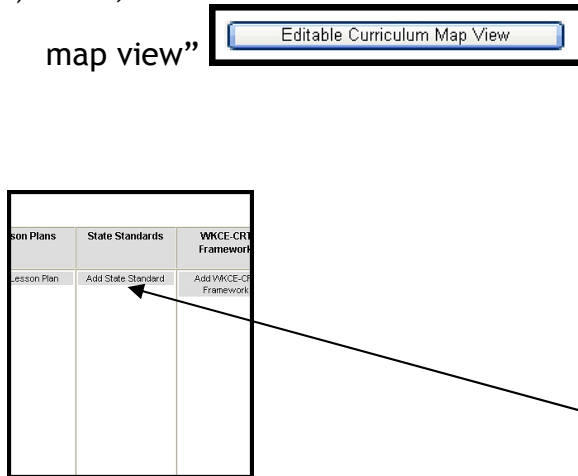 map view”
Editable Curriculum Map View
son Plans State Standards WKCE-CRT
Framework
Lesson Plan Add State Standard Add WKCE-CR
Framework